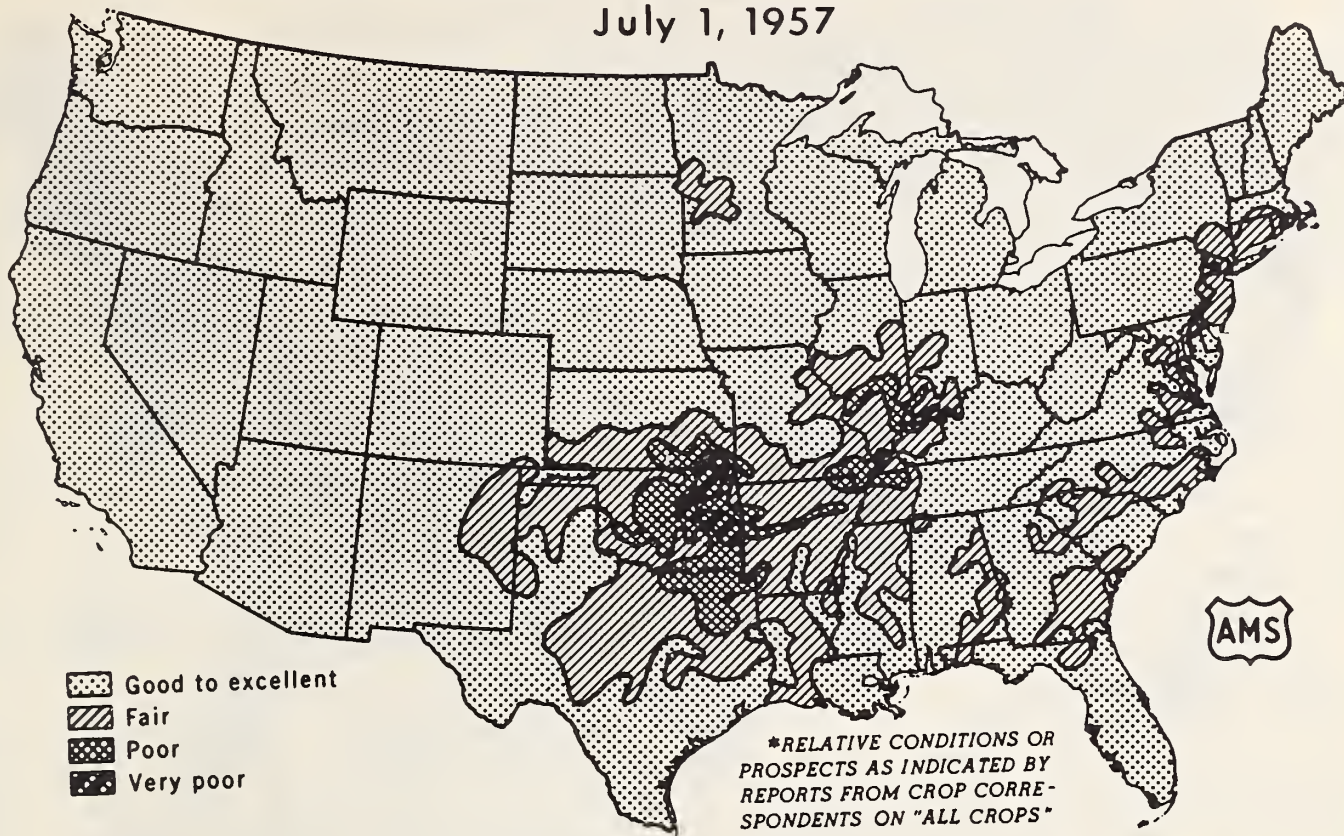 July 1, 1957
AMS
Good to excellent
Fair
Poor
Very poor
*RELATIVE CONDITIONS OR
PROSPECTS AS INDICATED BY
REPORTS FROM CROP CORRE-
SPONDENTS ON "ALL CROPS"